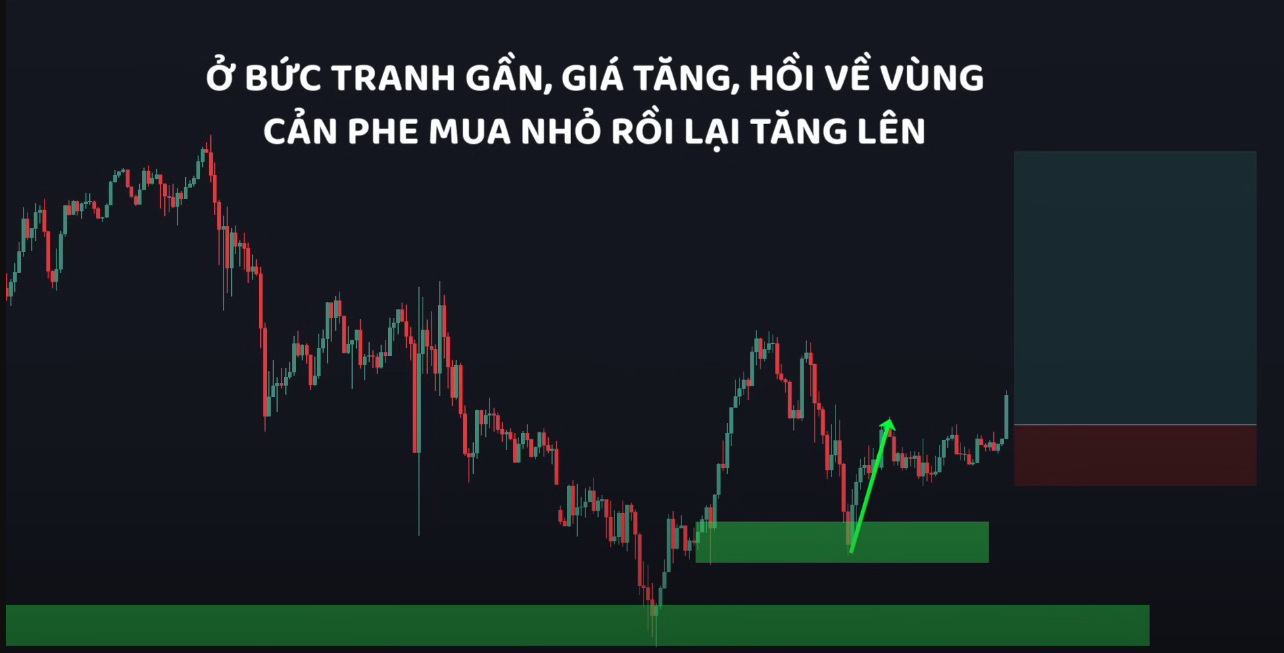 Ở BỨC TRANH GẦN, GIÁ TĂNG, HỒI VỀ VÙNG
CẢN PHE MUA NHỎ RỒI LẠI TĂNG LÊN